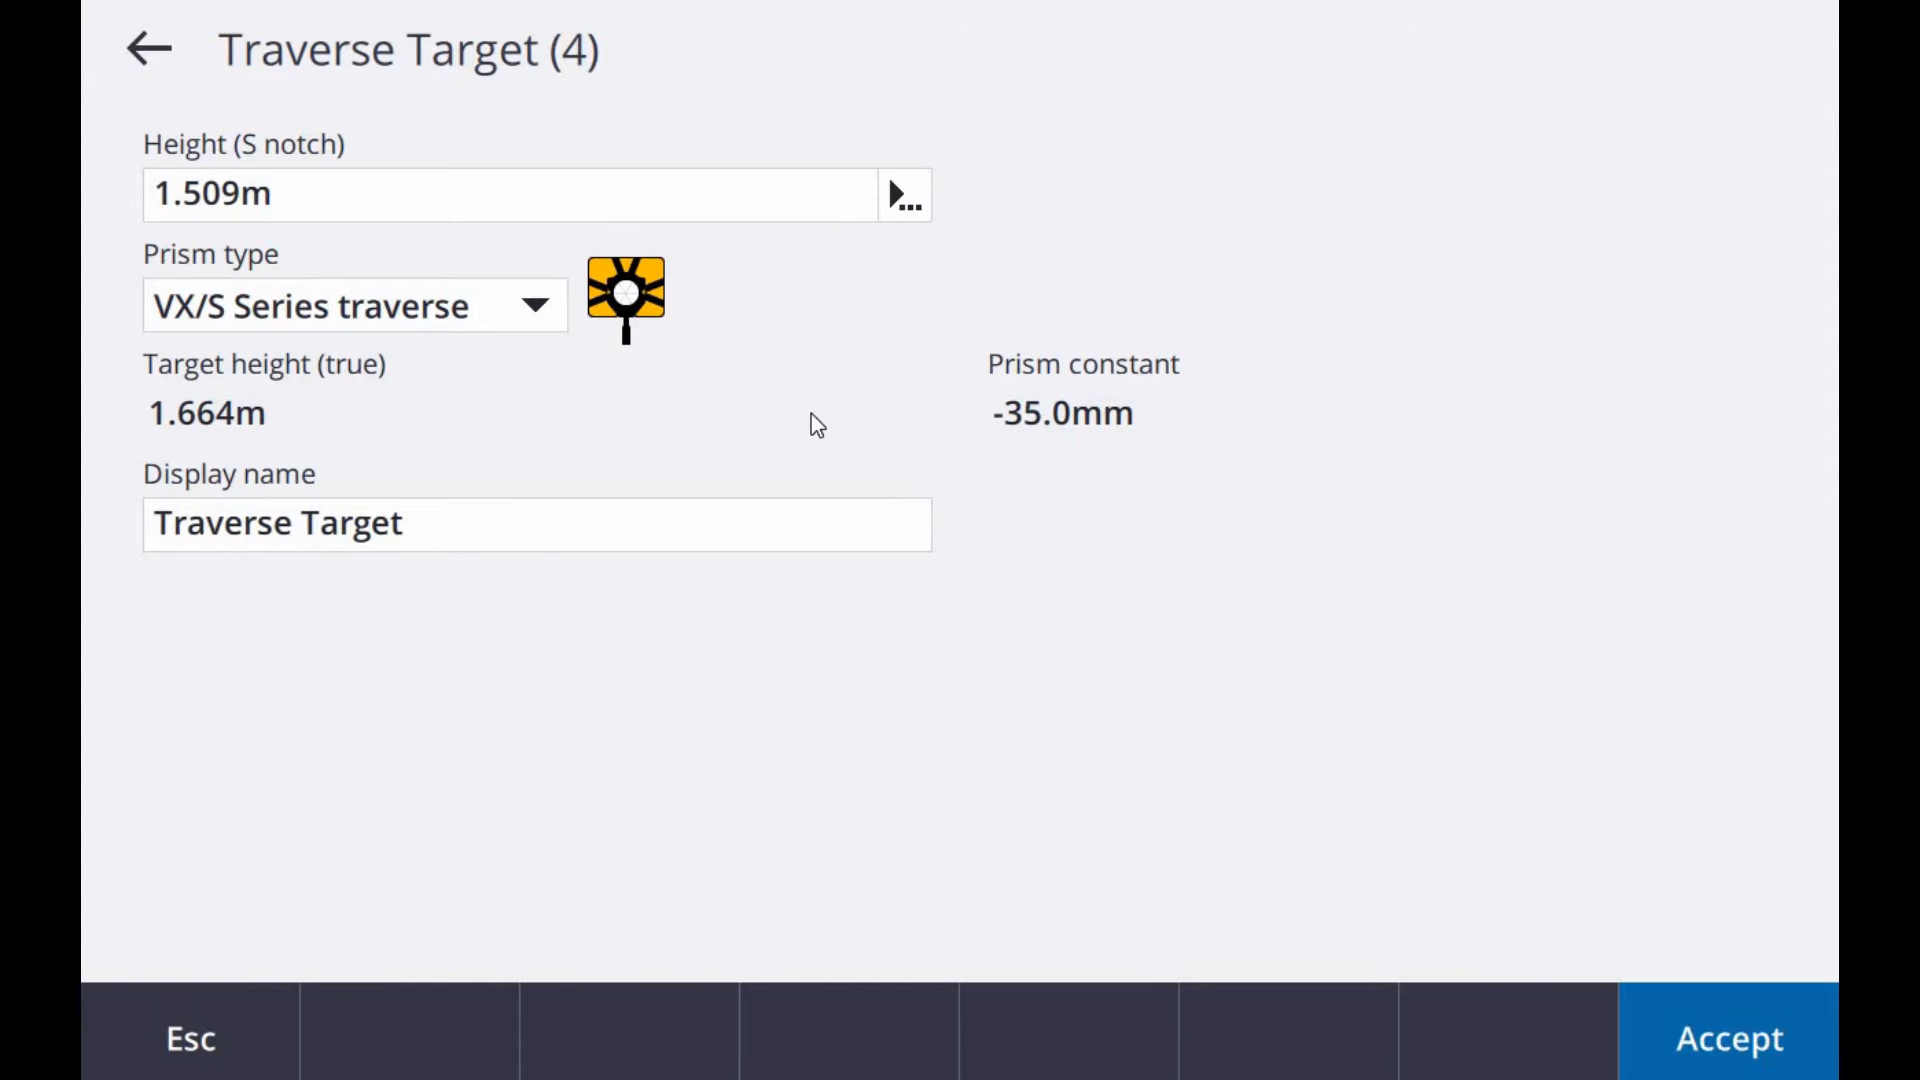 Traverse Target (4)
Height (S notch)
1.509m
Prism type
VX/S Series traverse
Target height (true)
Prism constant
1.664m
-35.0mm
Display name
Traverse Target
Esc
Accept